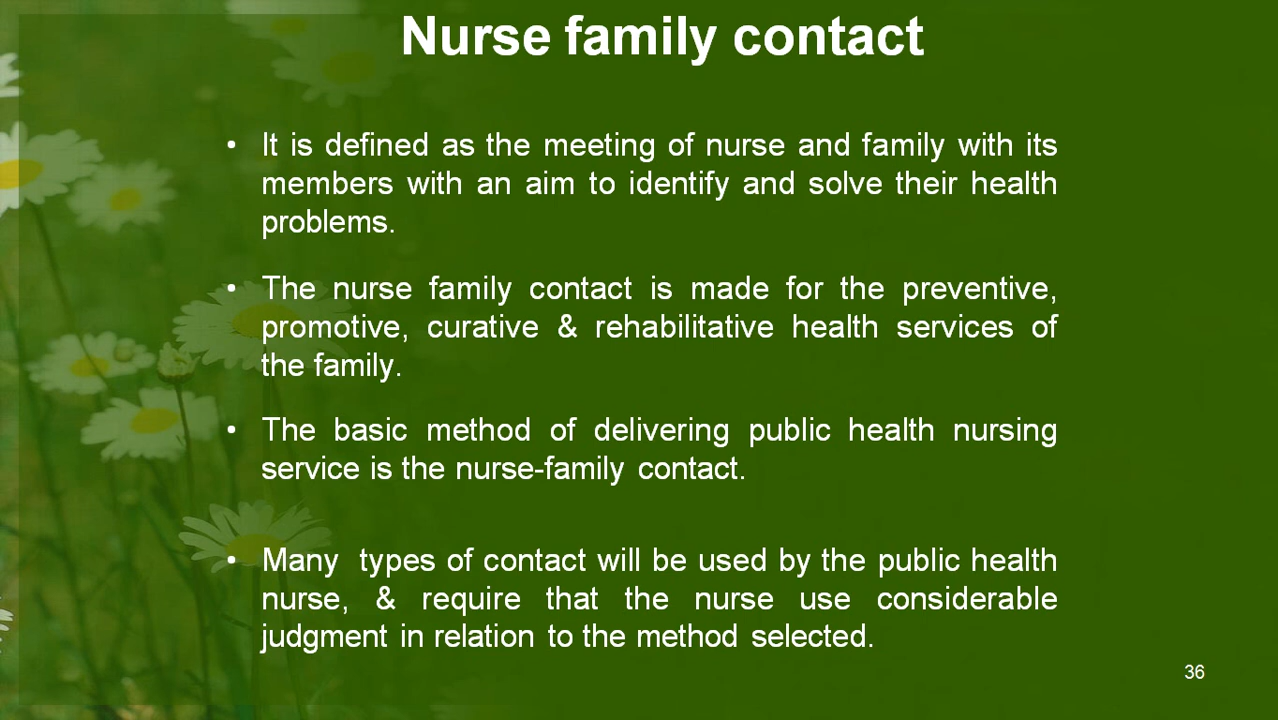 Nurse family contact
• It is defined as the meeting of nurse and family with its
members with an aim to identify and solve their health
problems.
• The nurse family contact is made for the preventive,
promotive, curative & rehabilitative health services of
the family.
• The basic method of delivering public health nursing
service is the nurse-family contact.
• Many types of contact will be used by the public health
nurse, & require that the nurse use considerable
judgment in relation to the method selected.
36